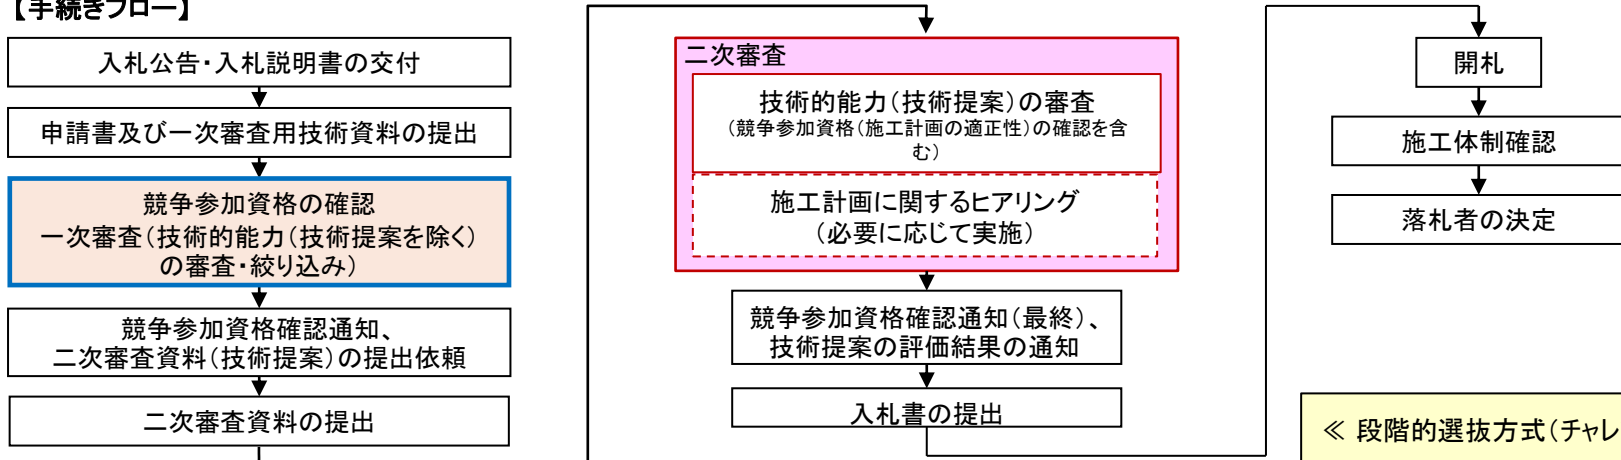 【手続きフロー】
入札公告・入札説明書の交付
申請書及び一次審査用技術資料の提出
競争参加資格の確認
一次審査(技術的能力(技術提案を除く)
の審査・絞り込み)
競争参加資格確認通知、
二次審査資料(技術提案)の提出依頼
二次審査資料の提出
二次審査
技術的能力(技術提案)の審査
(競争参加資格(施工計画の適正性)の確認を含
む)
施工計画に関するヒアリング
(必要に応じて実施)
競争参加資格確認通知(最終)、
技術提案の評価結果の通知
入札書の提出
開札
施工体制確認
落札者の決定
≪ 段階的選抜方式(チャレ